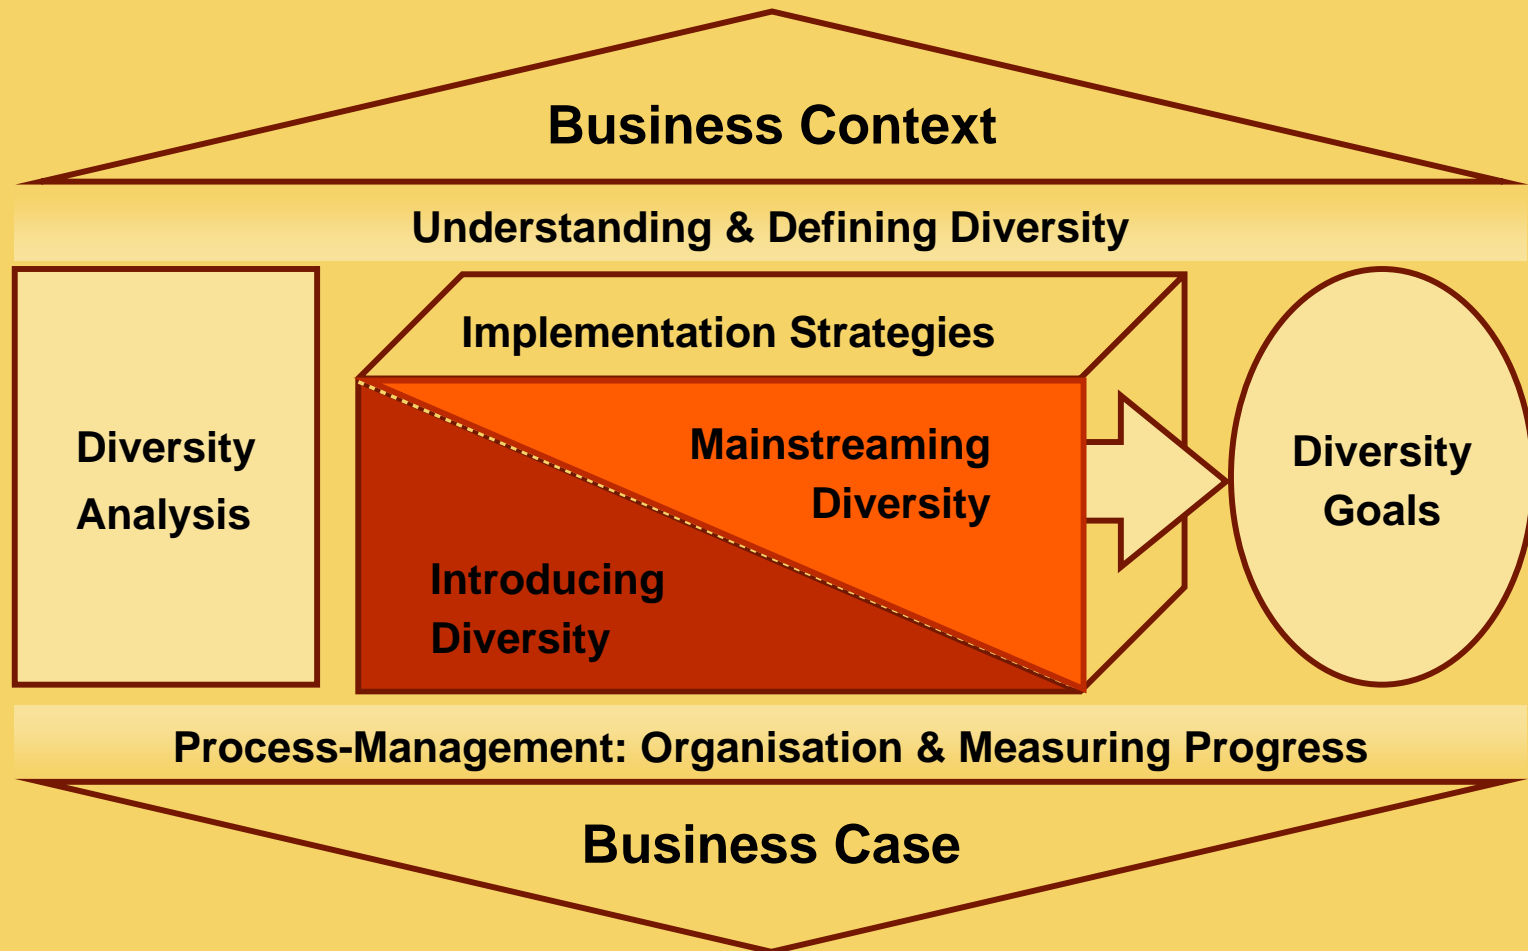 Business Context
Understanding & Defining Diversity
Implementation Strategies
Diversity
Analysis
Mainstreaming
Diversity
Introducing
Diversity
Diversity
Goals
Process-Management: Organisation & Measuring Progress
Business Case